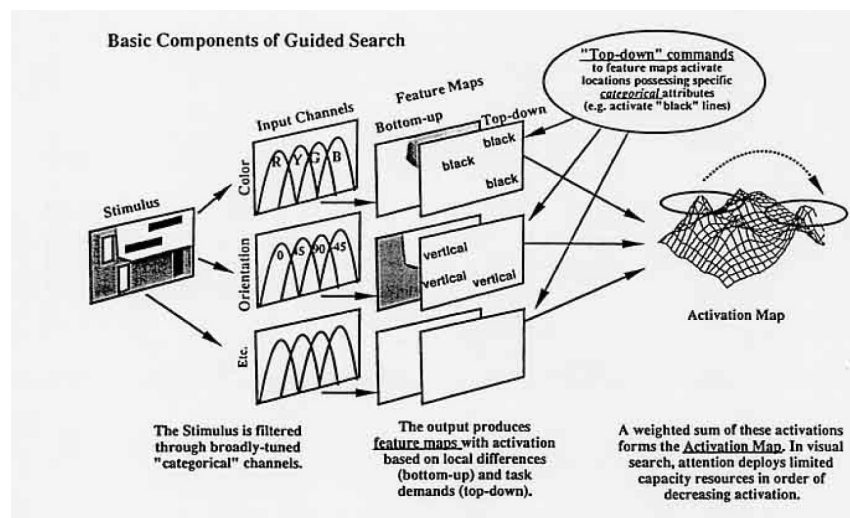 Basic Components of Guided Search
"Top-down" commands
to feature maps activate
locations possessing specific
categorical attributes
(e.g. activate "black" lines)
Feature Maps
Input Channels
Bottom-up
Top-down
Stimulus
Color
R Y G B
black
black
black
Orientation
0 45 90 -45
vertical
vertical
vertical
Etc.
Activation Map
The Stimulus is filtered
through broadly-tuned
"categorical" channels.
The output produces
feature maps with activation
based on local differences
(bottom-up) and task
demands (top-down).
A weighted sum of these activations
forms the Activation Map. In visual
search, attention deploys limited
capacity resources in order of
decreasing activation.